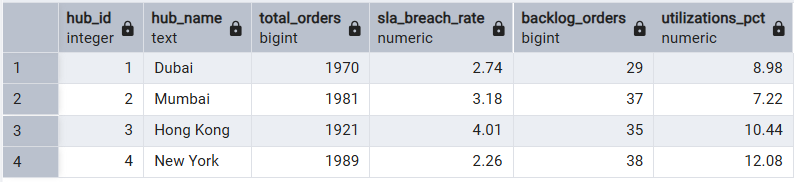 hub_id integer hub_name text total_orders bigint sla_breach_rate numeric backlog_orders bigint utilizations_pct numeric
1 1 Dubai 1970 2.74 29 8.98
2 2 Mumbai 1981 3.18 37 7.22
3 3 Hong Kong 1921 4.01 35 10.44
4 4 New York 1989 2.26 38 12.08